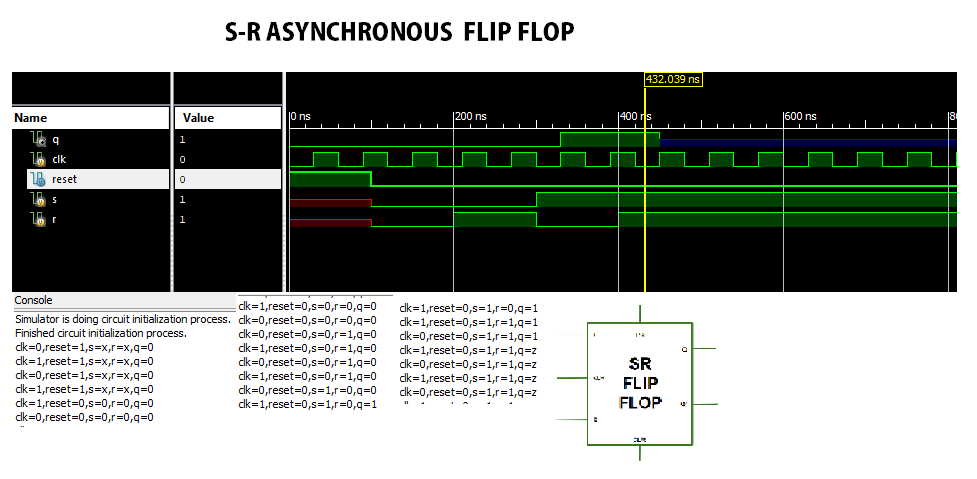 S-R ASYNCHRONOUS FLIP FLOP
432.039 ns
Name
Value
0 ns
200 ns
400 ns
600 ns
q
1
clk
0
reset
0
s
1
r
1
Console
Simulator is doing circuit initialization process.
Finished circuit initialization process.
clk=0,reset=1,s=x,r=x,q=0
clk=1,reset=1,s=x,r=x,q=0
clk=0,reset=1,s=x,r=x,q=0
clk=1,reset=1,s=x,r=x,q=0
clk=0,reset=0,s=0,r=0,q=0
clk=0,reset=0,s=0,r=0,q=0
clk=1,reset=0,s=0,r=0,q=0
clk=0,reset=0,s=0,r=0,q=0
clk=0,reset=0,s=0,r=1,q=0
clk=1,reset=0,s=0,r=1,q=0
clk=0,reset=0,s=0,r=1,q=0
clk=1,reset=0,s=0,r=1,q=0
clk=0,reset=0,s=1,r=0,q=0
clk=1,reset=0,s=1,r=0,q=1
clk=1,reset=0,s=1,r=0,q=1
clk=1,reset=0,s=1,r=1,q=1
clk=0,reset=0,s=1,r=1,q=1
clk=1,reset=0,s=1,r=1,q=z
clk=1,reset=0,s=1,r=1,q=z
clk=0,reset=0,s=1,r=1,q=z
SR
FLIP
FLOP
Q